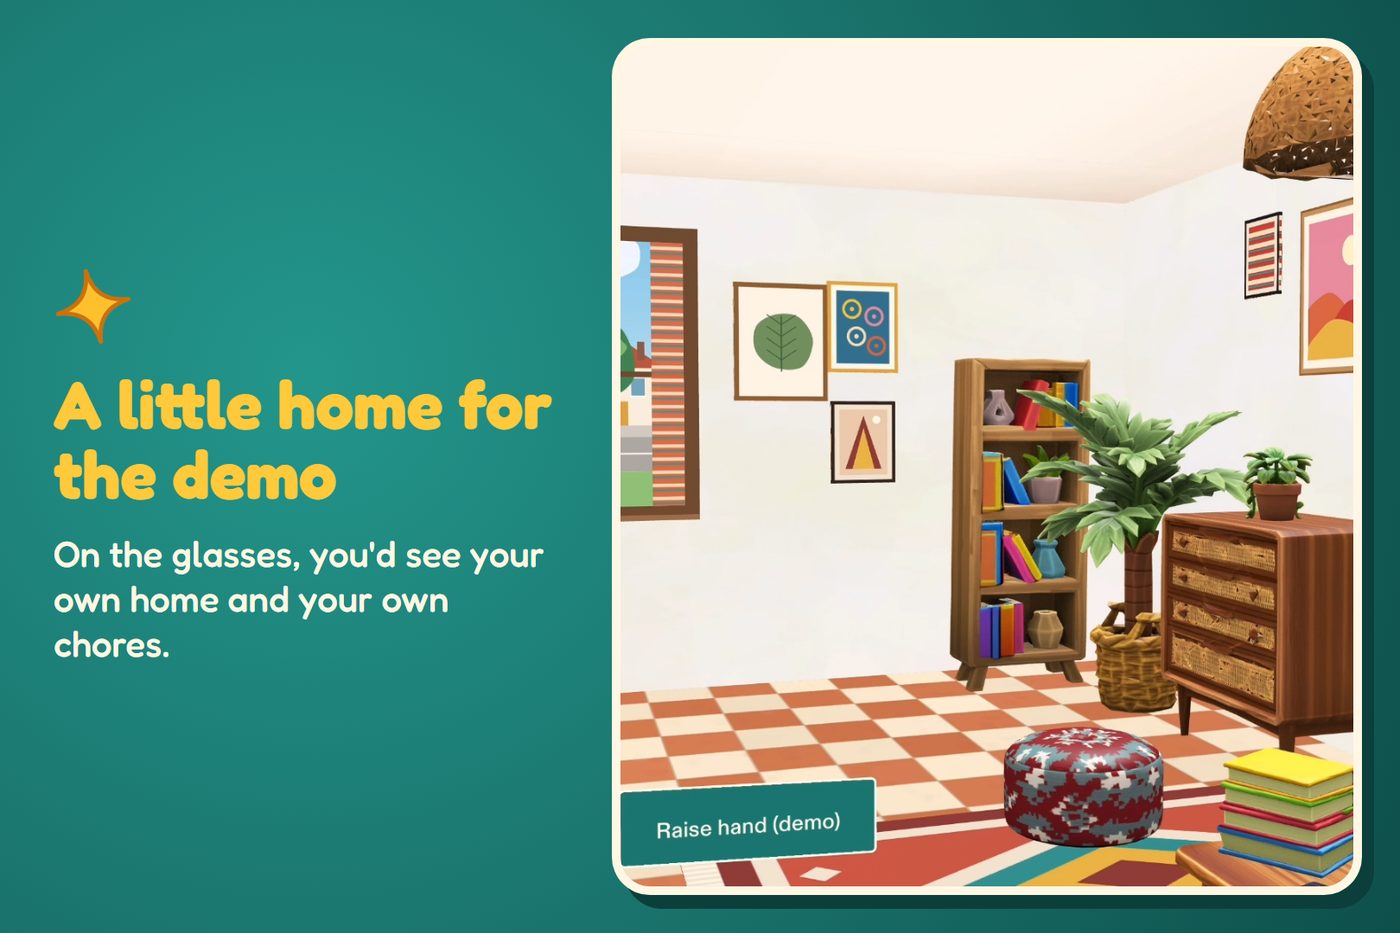 A little home for
the demo
On the glasses, you'd see your
own home and your own
chores.
Raise hand (demo)